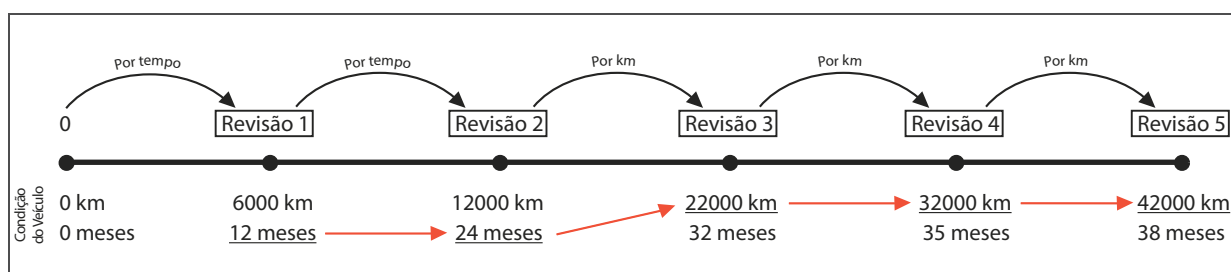 Por tempo Por tempo Por km Por km Por km
0 Revisão 1 Revisão 2 Revisão 3 Revisão 4 Revisão 5
Condição
do Veículo
0 km 6000 km 12000 km 22000 km 32000 km 42000 km
0 meses 12 meses 24 meses 32 meses 35 meses 38 meses